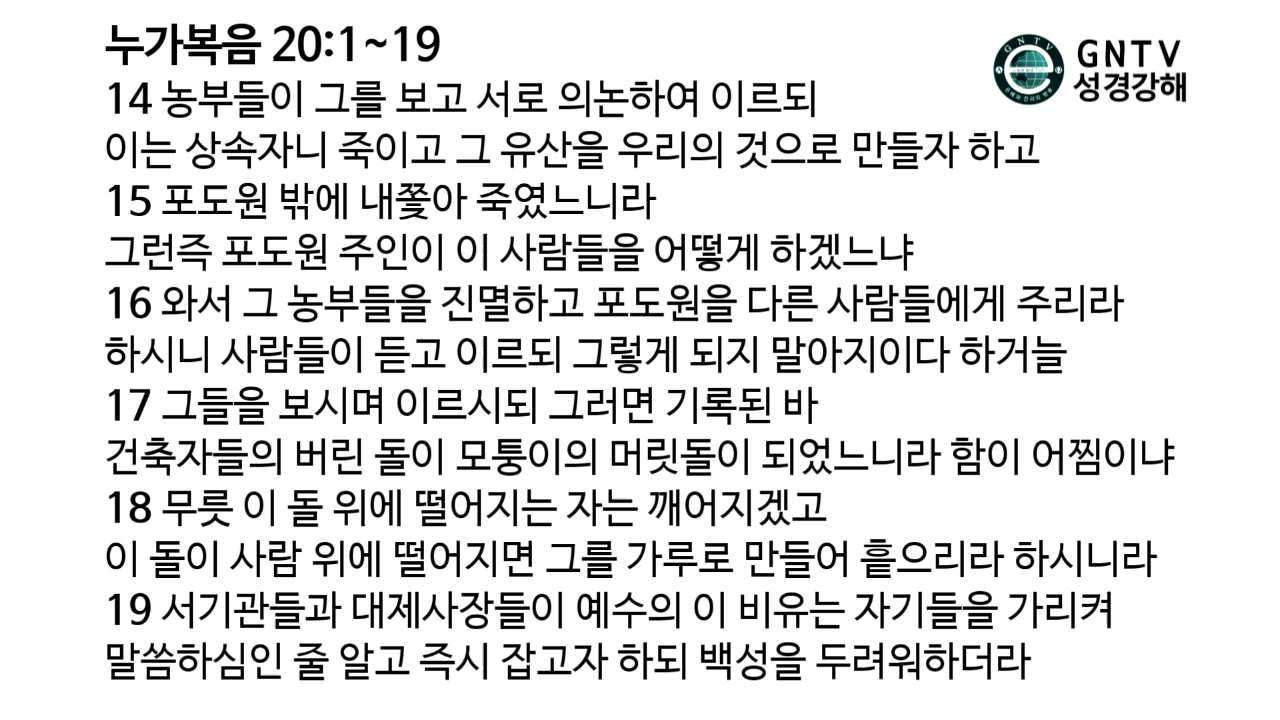 누가복음 20:1~19
GNTV
성경강해
14 농부들이 그를 보고 서로 의논하여 이르되
이는 상속자니 죽이고 그 유산을 우리의 것으로 만들자 하고
15 포도원 밖에 내쫓아 죽였느니라
그런즉 포도원 주인이 이 사람들을 어떻게 하겠느냐
16 와서 그 농부들을 진멸하고 포도원을 다른 사람들에게 주리라
하시니 사람들이 듣고 이르되 그렇게 되지 말아지이다 하거늘
17 그들을 보시며 이르시되 그러면 기록된 바
건축자들의 버린 돌이 모퉁이의 머릿돌이 되었느니라 함이 어찜이냐
18 무릇 이 돌 위에 떨어지는 자는 깨어지겠고
이 돌이 사람 위에 떨어지면 그를 가루로 만들어 흩으리라 하시니라
19 서기관들과 대제사장들이 예수의 이 비유는 자기들을 가리켜
말씀하심인 줄 알고 즉시 잡고자 하되 백성을 두려워하더라